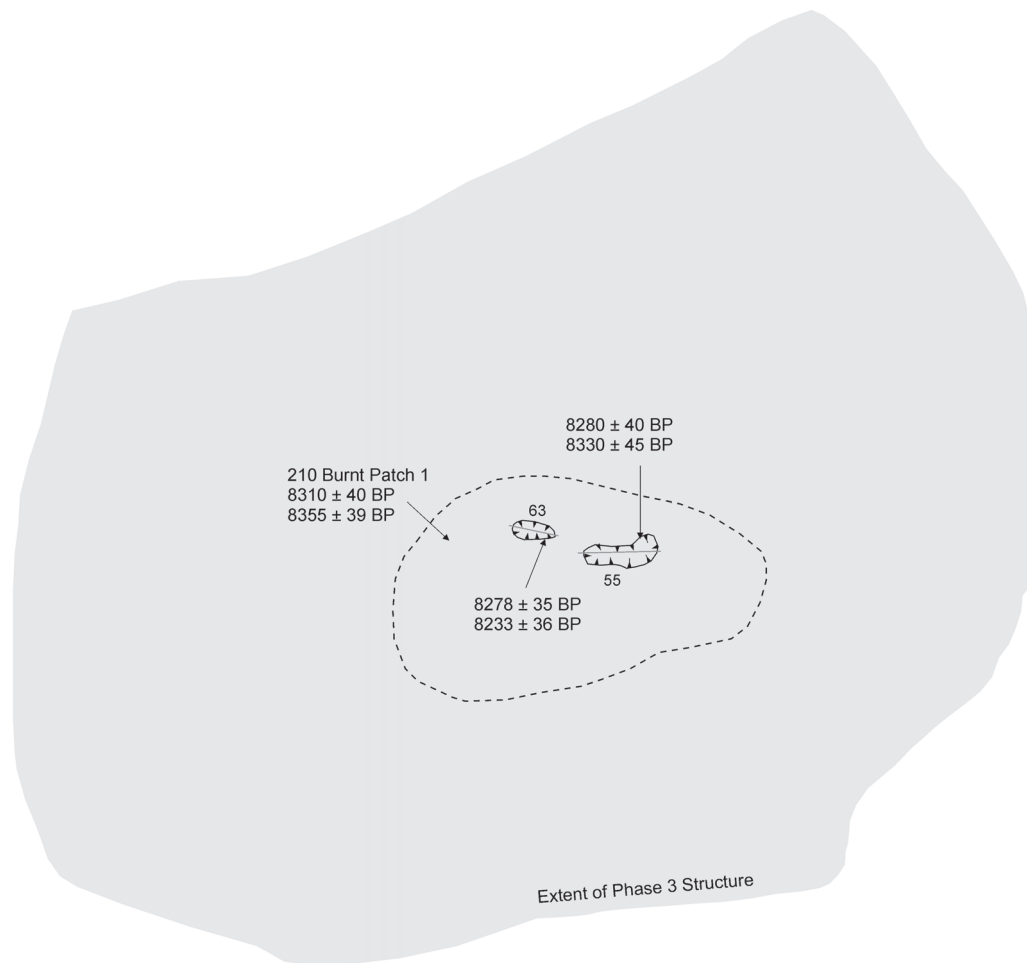 8280 ± 40 BP
8330 ± 45 BP
210 Burnt Patch 1
8310 ± 40 BP
8355 ± 39 BP
63
55
8278 ± 35 BP
8233 ± 36 BP
Extent of Phase 3 Structure